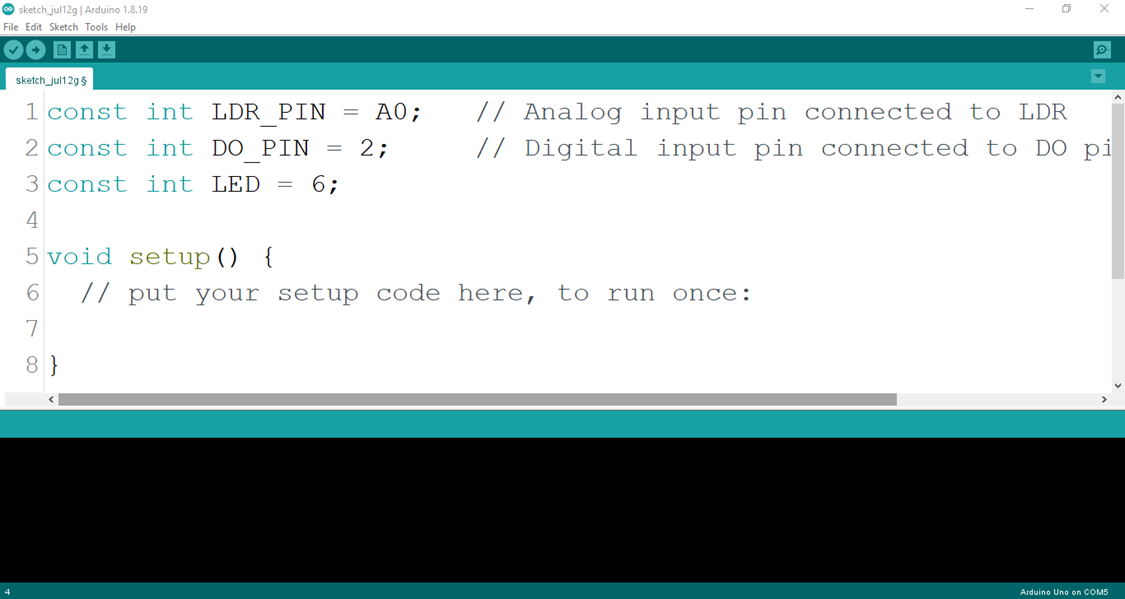 sketch_jul12g | Arduino 1.8.19
File Edit Sketch Tools Help
sketch_jul12g §
1 const int LDR_PIN = A0;   // Analog input pin connected to LDR
2 const int DO_PIN = 2;     // Digital input pin connected to DO pi
3 const int LED = 6;
4
5 void setup() {
6   // put your setup code here, to run once:
7
8 }
4 Arduino Uno on COM5